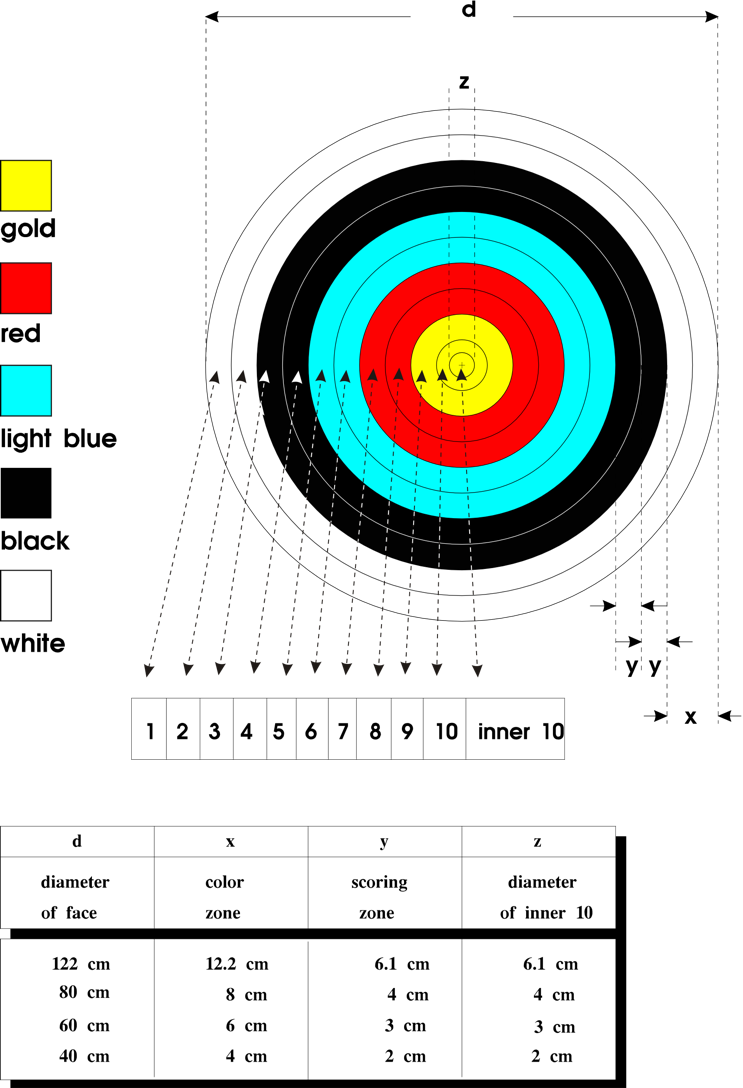 d
z
gold
red
light blue
black
white
y y
x
1 2 3 4 5 6 7 8 9 10 inner 10
d x y z
diameter color scoring diameter
of face zone zone of inner 10
122 cm 12.2 cm 6.1 cm 6.1 cm
80 cm 8 cm 4 cm 4 cm
60 cm 6 cm 3 cm 3 cm
40 cm 4 cm 2 cm 2 cm